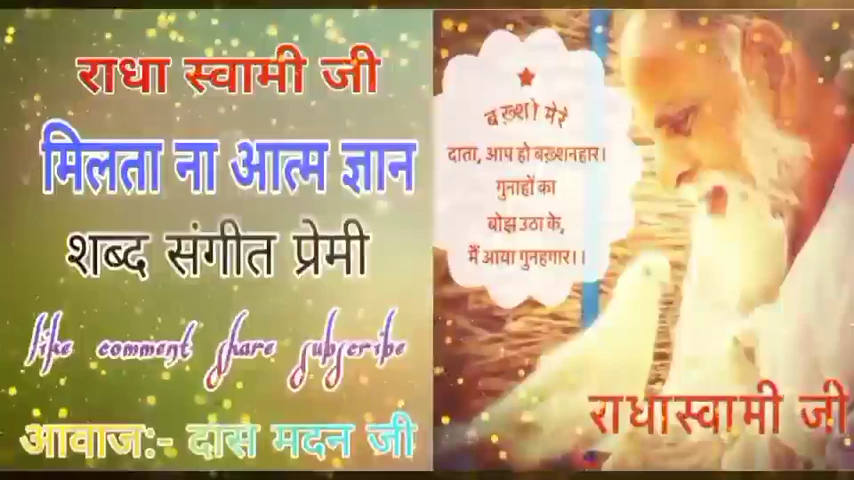 राधा स्वामी जी
मिलता ना आत्म ज्ञान
शब्द संगीत प्रेमी
like comment share subscribe
आवाज:- दास मदन जी
बख़्शो मेरे
दाता, आप हो बख़्शनहार।
गुनाहों का
बोझ उठा के,
मैं आया गुनहगार।।
राधास्वामी जी